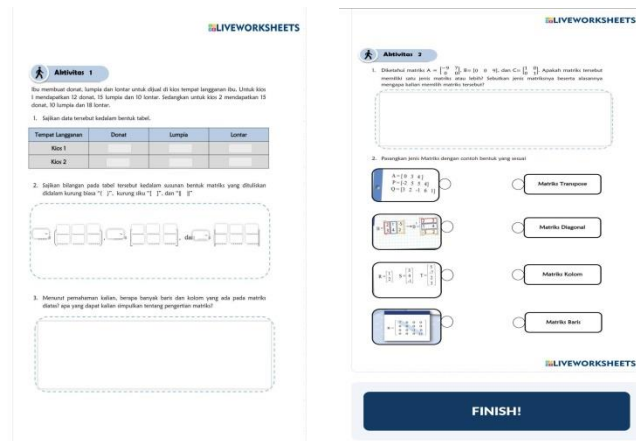 LIVEWORKSHEETS
Aktivitas 1
Ibu membuat donat, lumpia dan lontar untuk dijual di kios tempat langganan ibu. Untuk kios
1 mendapatkan 12 donat, 15 lumpia dan 10 lontar. Sedangkan untuk kios 2 mendapatkan 15
donat, 10 lumpia dan 18 lontar.
1. Sajikan data tersebut kedalam bentuk tabel.
Tempat Langganan Donat Lumpia Lontar
Kios 1
Kios 2
2. Sajikan bilangan pada tabel tersebut kedalam susunan bentuk matriks yang dituliskan
didalam kurung biasa "( )", kurung siku "[ ]", dan "‖ ‖"
, dan
3. Menurut pemahaman kalian, berapa banyak baris dan kolom yang ada pada matriks
diatas? apa yang dapat kalian simpulkan tentang pengertian matriks?
LIVEWORKSHEETS
Aktivitas 2
1. Diketahui matriks A = , B = [0 0 9], dan C = . Apakah matriks tersebut
memiliki satu jenis matriks atau lebih? Sebutkan jenis matriksnya beserta alasannya
mengapa kalian memilih matriks tersebut?
2. Pasangkan jenis Matriks dengan contoh bentuk yang sesuai
Matriks Transpose
Matriks Diagonal
Matriks Kolom
Matriks Baris
LIVEWORKSHEETS
FINISH!